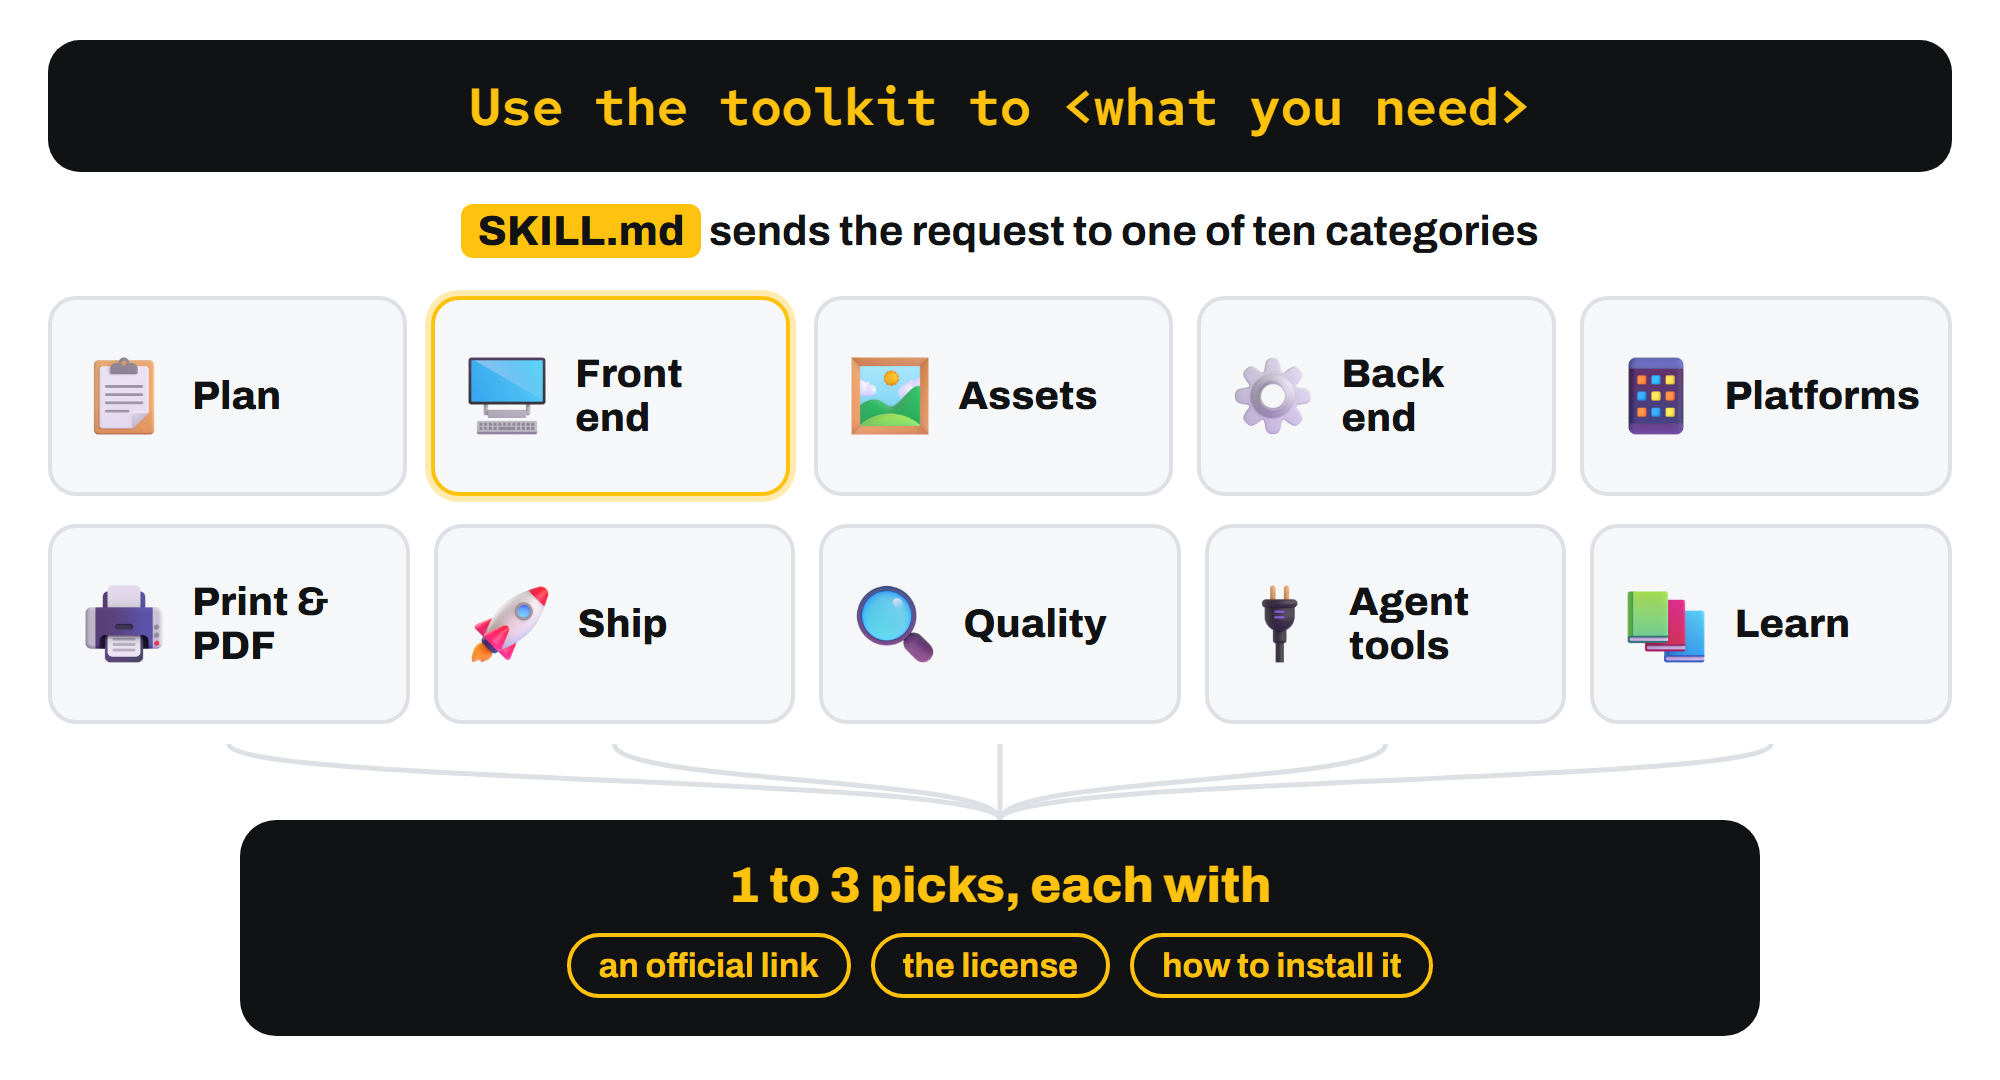 Use the toolkit to <what you need>
SKILL.md sends the request to one of ten categories
Plan
Front
end
Assets
Back
end
Platforms
Print &
PDF
Ship
Quality
Agent
tools
Learn
1 to 3 picks, each with
an official link
the license
how to install it